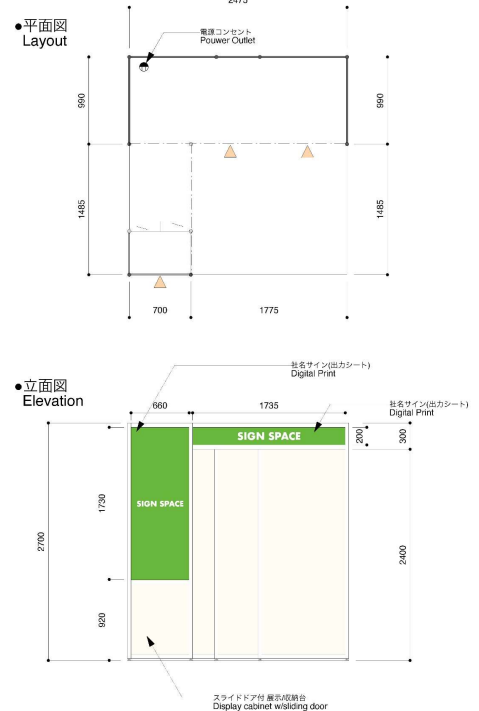 2475
●平面図
Layout
電源コンセント
Pouwer Outlet
990
990
1485
1485
700
1775
●立面図
Elevation
社名サイン(出力シート)
Digital Print
社名サイン(出力シート)
Digital Print
660
1735
200
300
SIGN SPACE
SIGN SPACE
1730
2700
2400
920
スライドドア付 展示/収納台
Display cabinet w/sliding door